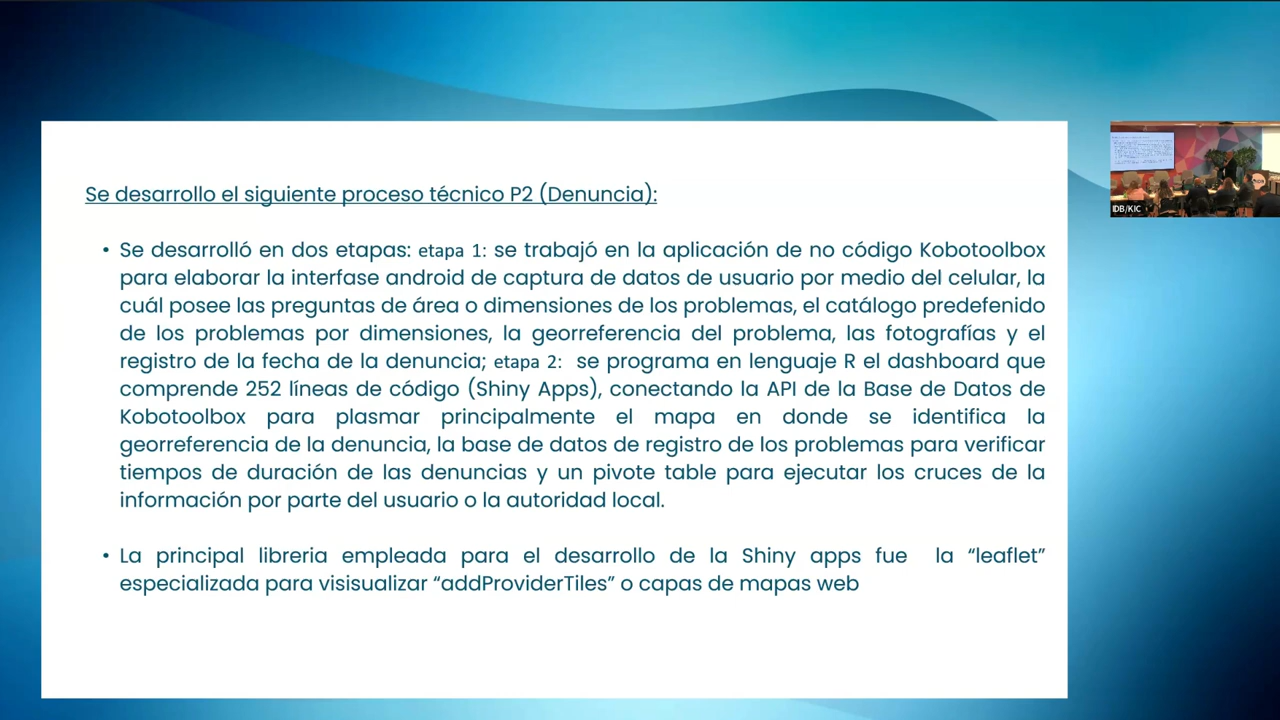 Se desarrollo el siguiente proceso técnico P2 (Denuncia):
• Se desarrolló en dos etapas: etapa 1: se trabajó en la aplicación de no código Kobotoolbox
para elaborar la interfase android de captura de datos de usuario por medio del celular, la
cuál posee las preguntas de área o dimensiones de los problemas, el catálogo predefenido
de los problemas por dimensiones, la georreferencia del problema, las fotografías y el
registro de la fecha de la denuncia; etapa 2: se programa en lenguaje R el dashboard que
comprende 252 líneas de código (Shiny Apps), conectando la API de la Base de Datos de
Kobotoolbox para plasmar principalmente el mapa en donde se identifica la
georreferencia de la denuncia, la base de datos de registro de los problemas para verificar
tiempos de duración de las denuncias y un pivote table para ejecutar los cruces de la
información por parte del usuario o la autoridad local.
• La principal libreria empleada para el desarrollo de la Shiny apps fue la “leaflet”
especializada para visisualizar “addProviderTiles” o capas de mapas web
IDB/KIC